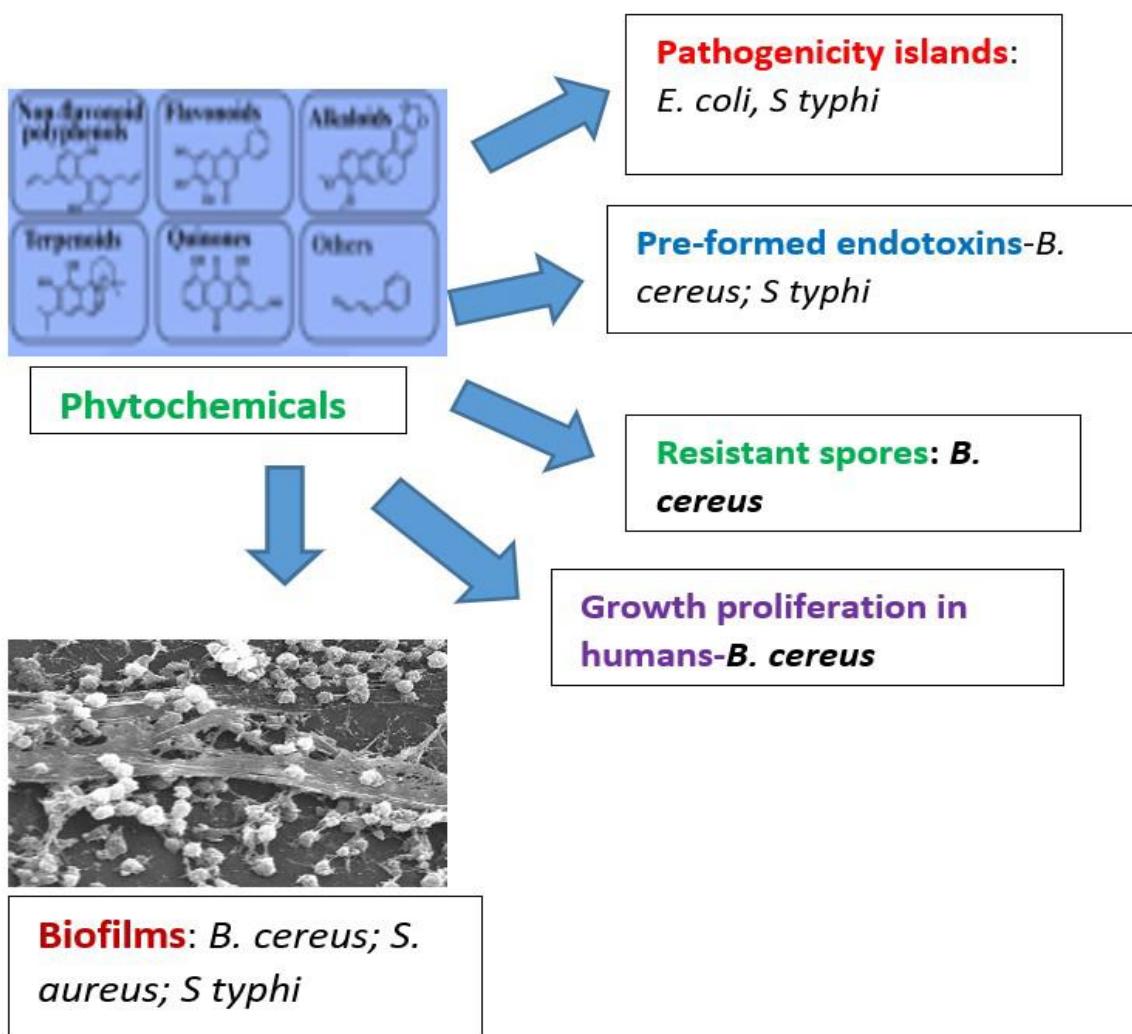 Non-flavonoid
polyphenols
Flavonoids
Alkaloids
Terpenoids
Quinones
Others
Phytochemicals
Pathogenicity islands:
E. coli, S typhi
Pre-formed endotoxins-B.
cereus; S typhi
Resistant spores: B.
cereus
Growth proliferation in
humans-B. cereus
Biofilms: B. cereus; S.
aureus; S typhi